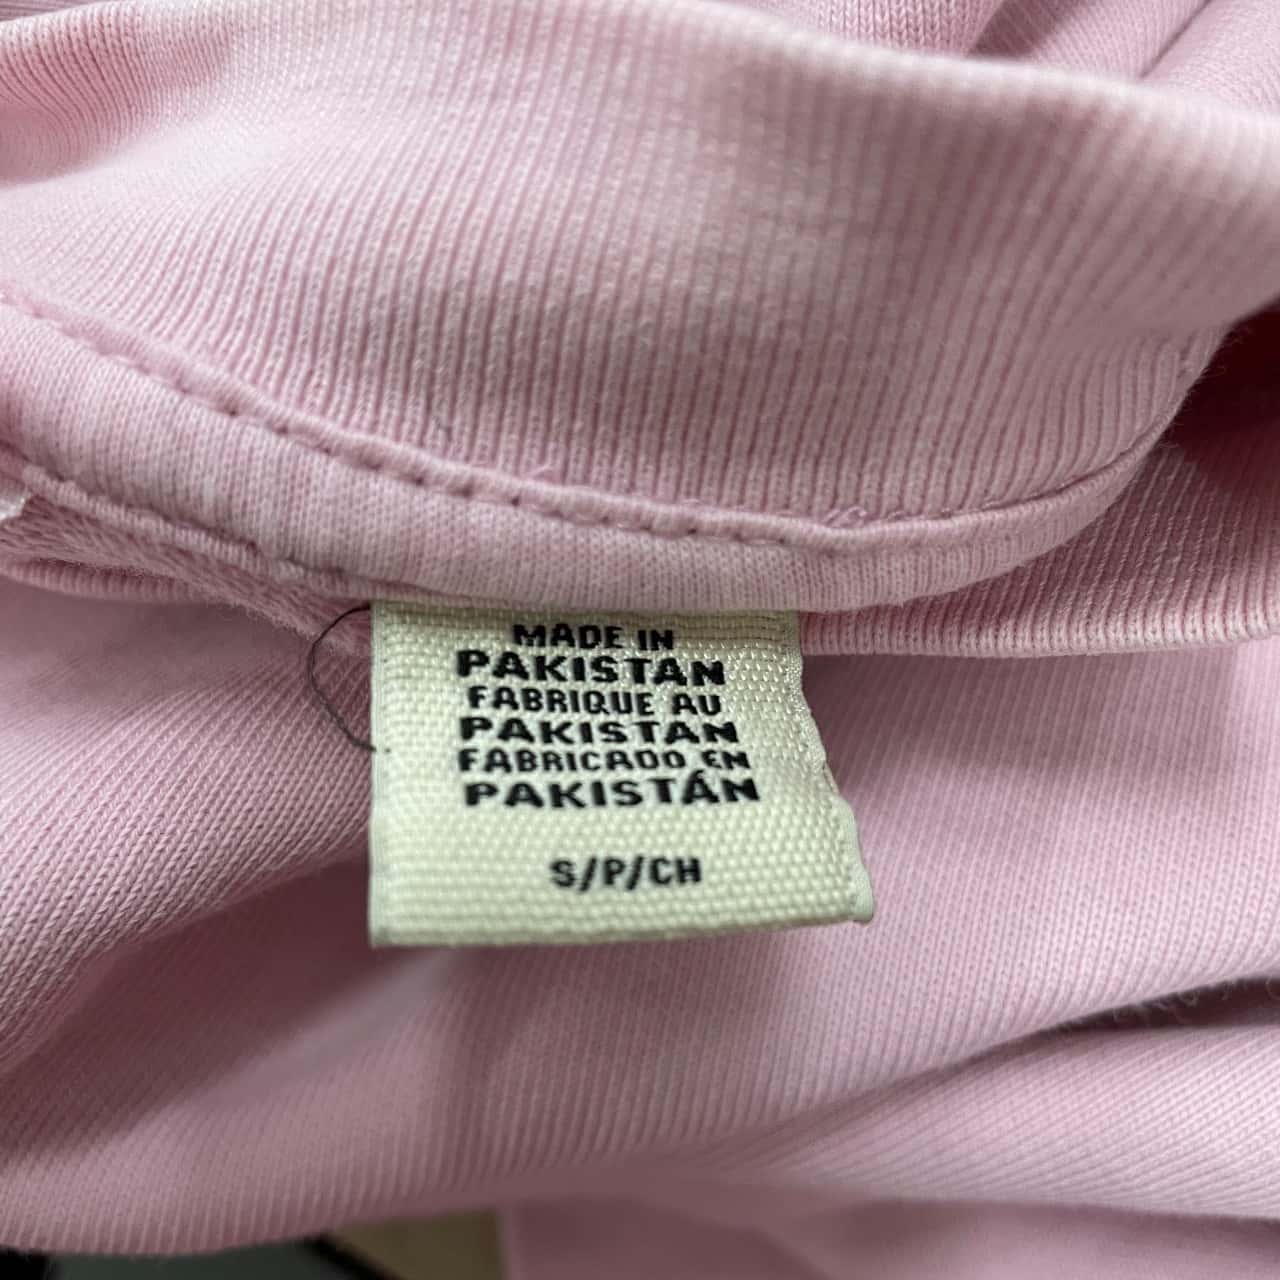 MADE IN
PAKISTAN
FABRIQUE AU
PAKISTAN
FABRICADO EN
PAKISTÁN
S/P/CH